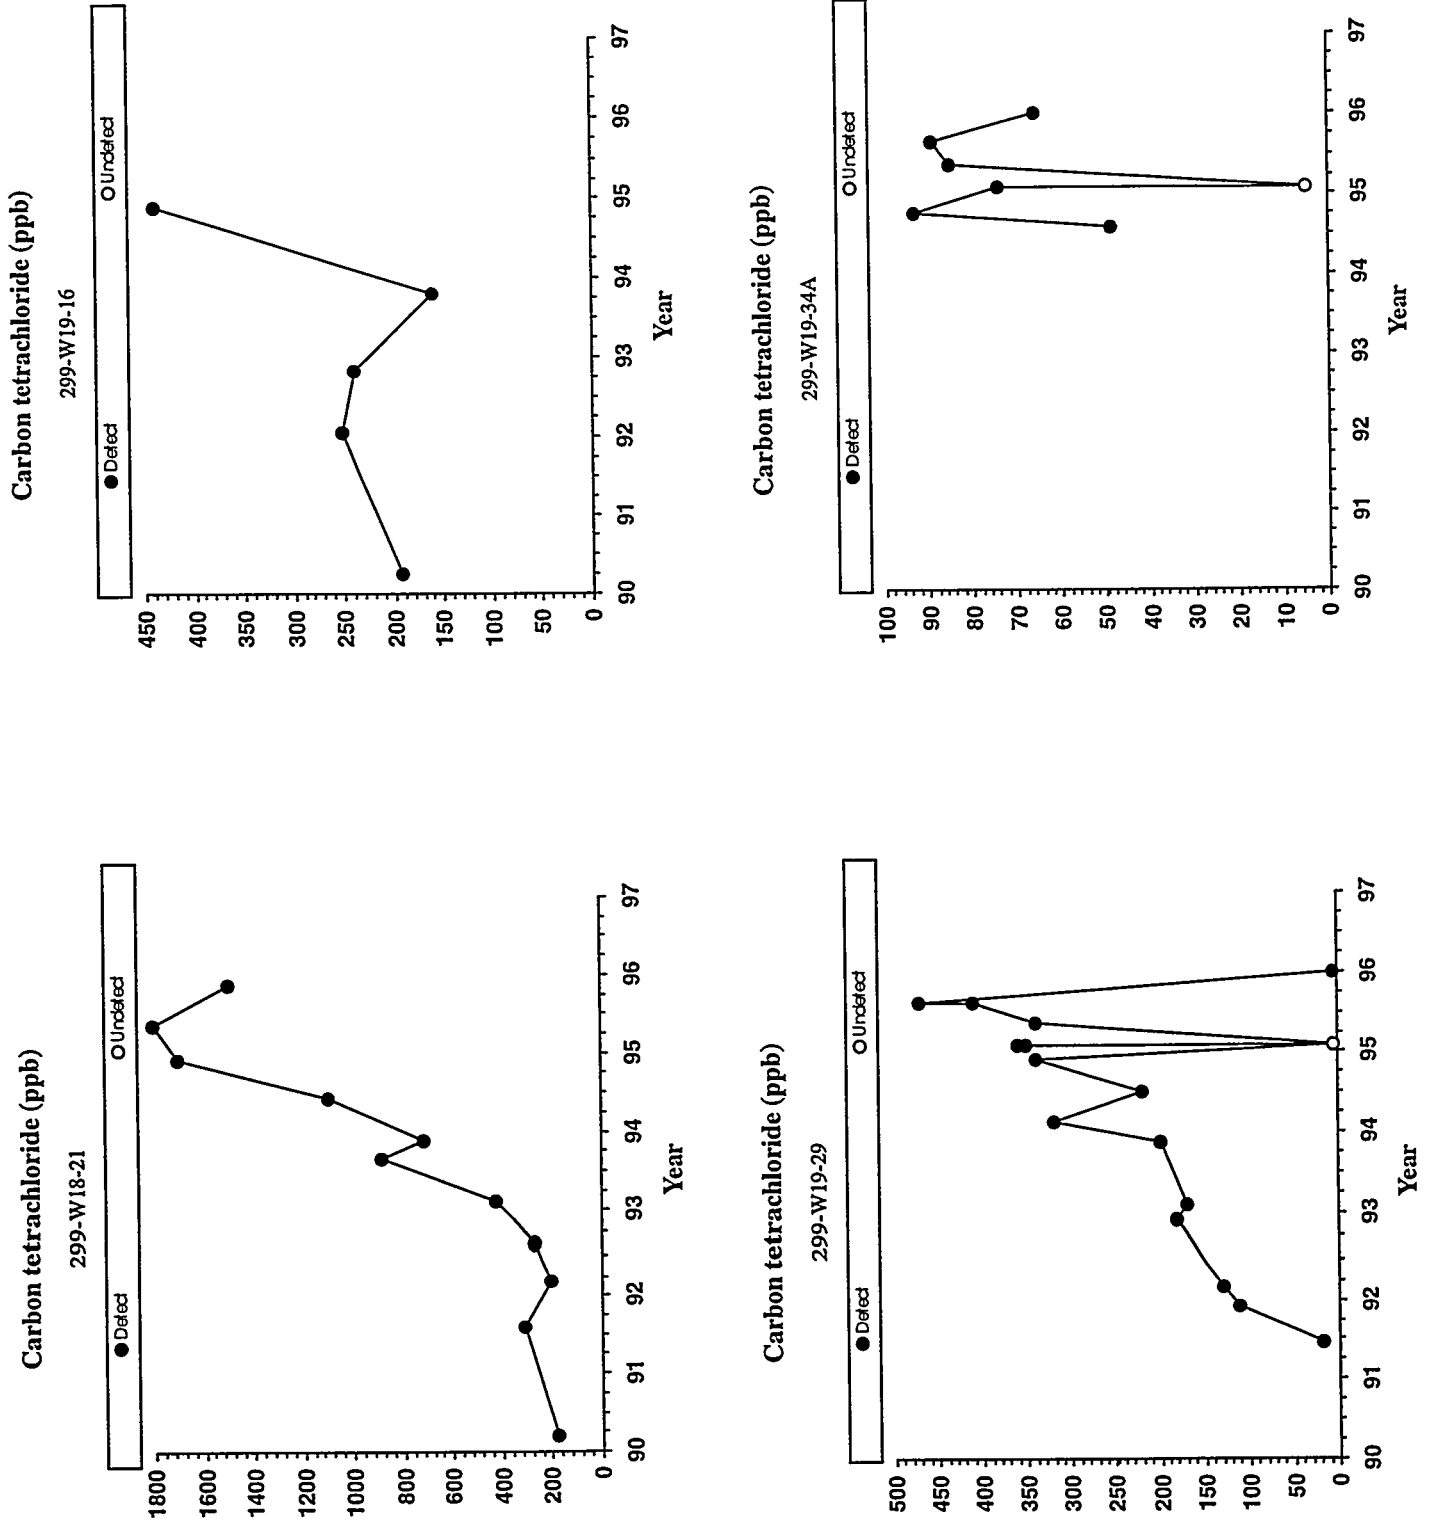 Carbon tetrachloride (ppb)
299-W18-21
Detect
Undetect
1800
1600
1400
1200
1000
800
600
400
200
0
90 91 92 93 94 95 96 97
Year
Carbon tetrachloride (ppb)
299-W19-16
Detect
Undetect
450
400
350
300
250
200
150
100
50
0
90 91 92 93 94 95 96 97
Year
Carbon tetrachloride (ppb)
299-W19-29
Detect
Undetect
500
450
400
350
300
250
200
150
100
50
0
90 91 92 93 94 95 96 97
Year
Carbon tetrachloride (ppb)
299-W19-34A
Detect
Undetect
100
90
80
70
60
50
40
30
20
10
0
90 91 92 93 94 95 96 97
Year